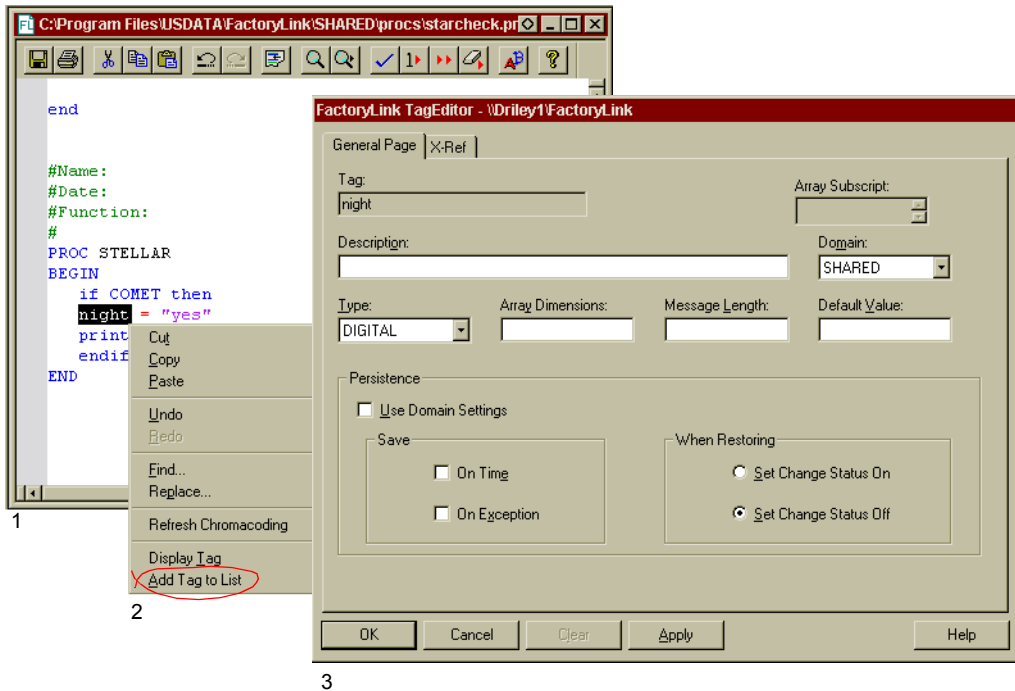 C:\Program Files\USDATA\FactoryLink\SHARED\procs\starcheck.pr
end
#Name:
#Date:
#Function:
#
PROC STELLAR
BEGIN
if COMET then
night = "yes"
print
endif
END
1
Cut
Copy
Paste
Undo
Redo
Find...
Replace...
Refresh Chromacoding
Display Tag
Add Tag to List
2
FactoryLink TagEditor - \\Driley1\FactoryLink
General Page X-Ref
Tag: Array Subscript:
night
Description: Domain:
SHARED
Type: Array Dimensions: Message Length: Default Value:
DIGITAL
Persistence
Use Domain Settings
Save When Restoring
On Time Set Change Status On
On Exception Set Change Status Off
OK Cancel Clear Apply Help
3